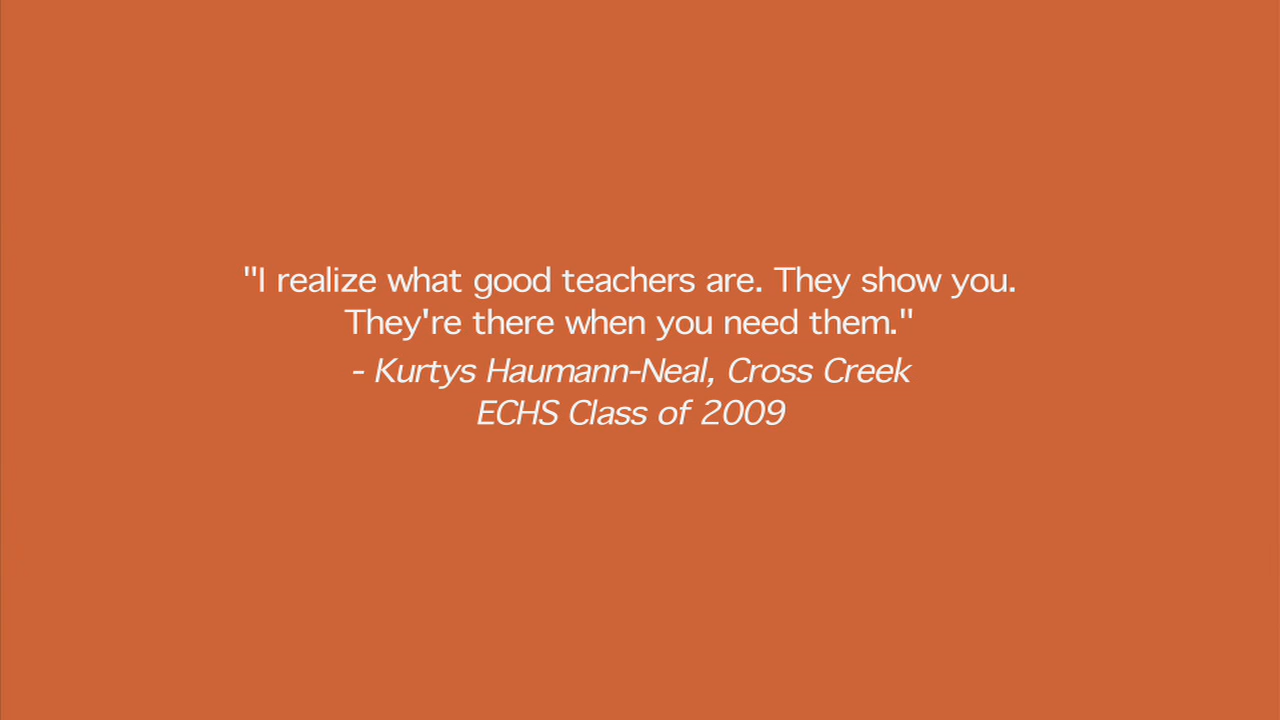 "I realize what good teachers are. They show you.
They're there when you need them."
- Kurtys Haumann-Neal, Cross Creek
ECHS Class of 2009